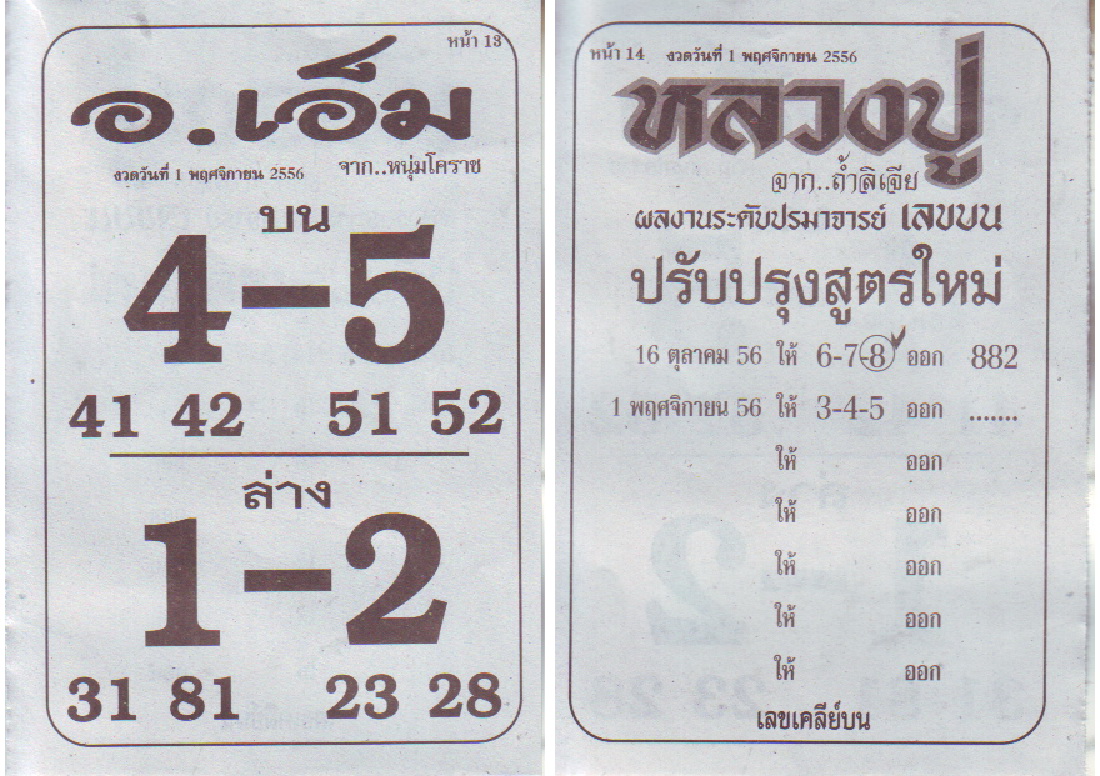 หน้า 13
อ.เอ็ม
งวดวันที่ 1 พฤศจิกายน 2556 จาก..หนุ่มโคราช
บน
4-5
41 42 51 52
ล่าง
1-2
31 81 23 28
หน้า 14 งวดวันที่ 1 พฤศจิกายน 2556
หลวงปู่
จาก..ถ้ำลิเจีย
ผลงานระดับปรมาจารย์ เลขบน
ปรับปรุงสูตรใหม่
16 ตุลาคม 56 ให้ 6-7-8 ออก 882
1 พฤศจิกายน 56 ให้ 3-4-5 ออก .......
ให้ ออก
ให้ ออก
ให้ ออก
ให้ ออก
ให้ ออก
เลขเคลีย์บน